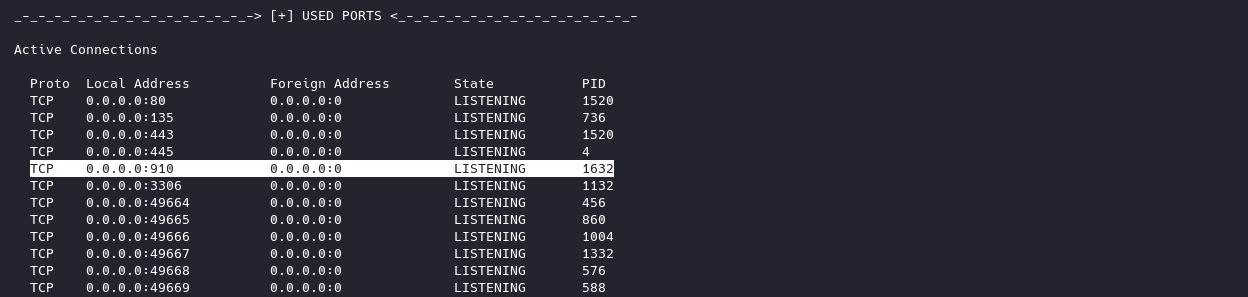 _-_-_-_-_-_-_-_-_-_-_-_-_-_-_-> [+] USED PORTS <_-_-_-_-_-_-_-_-_-_-_-_-_-_-_-
Active Connections
Proto  Local Address          Foreign Address        State           PID
TCP    0.0.0.0:80             0.0.0.0:0              LISTENING       1520
TCP    0.0.0.0:135            0.0.0.0:0              LISTENING       736
TCP    0.0.0.0:443            0.0.0.0:0              LISTENING       1520
TCP    0.0.0.0:445            0.0.0.0:0              LISTENING       4
TCP    0.0.0.0:910            0.0.0.0:0              LISTENING       1632
TCP    0.0.0.0:3306           0.0.0.0:0              LISTENING       1132
TCP    0.0.0.0:49664          0.0.0.0:0              LISTENING       456
TCP    0.0.0.0:49665          0.0.0.0:0              LISTENING       860
TCP    0.0.0.0:49666          0.0.0.0:0              LISTENING       1004
TCP    0.0.0.0:49667          0.0.0.0:0              LISTENING       1332
TCP    0.0.0.0:49668          0.0.0.0:0              LISTENING       576
TCP    0.0.0.0:49669          0.0.0.0:0              LISTENING       588